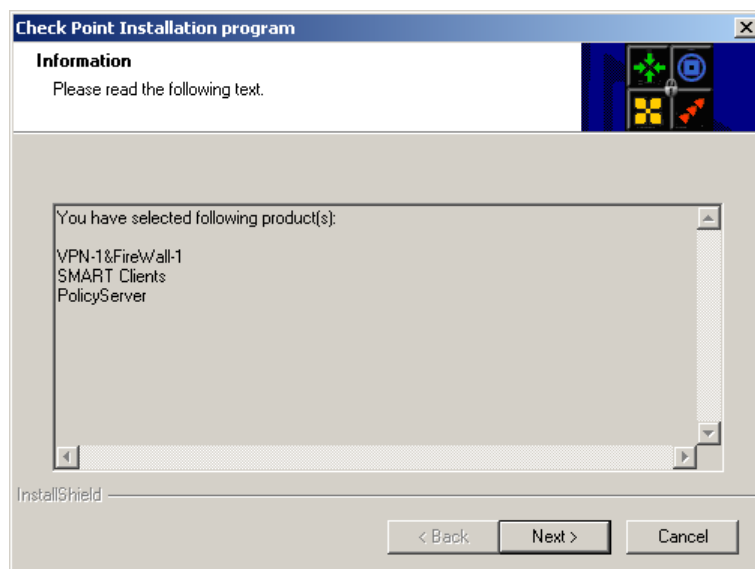 Check Point Installation program
Information
Please read the following text.
You have selected following product(s):
VPN-1&FireWall-1
SMART Clients
PolicyServer
InstallShield
< Back
Next >
Cancel